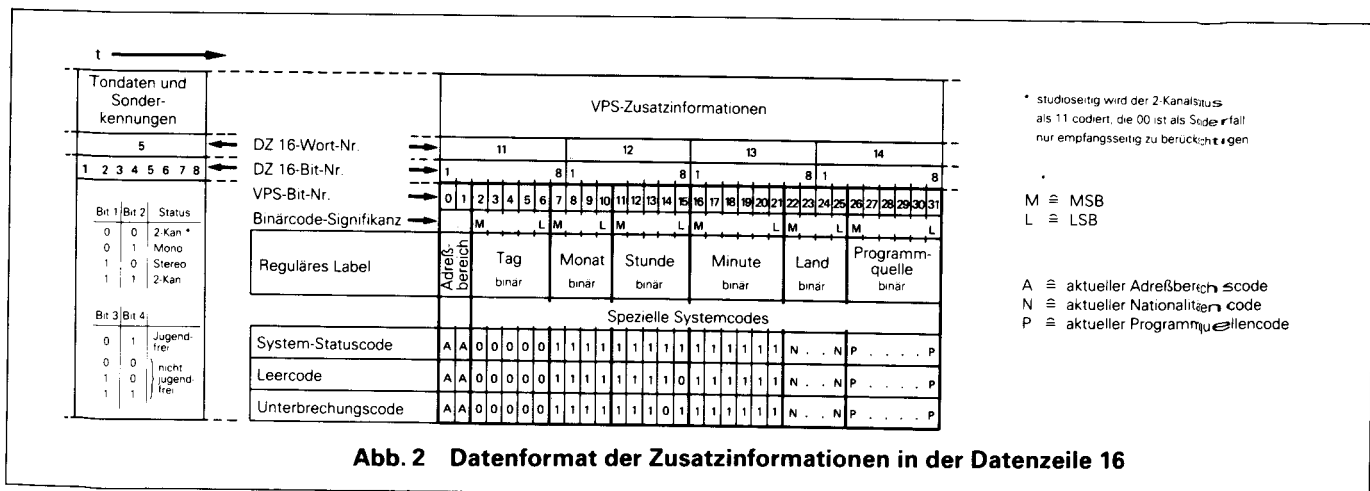 t
Tondaten und
Sonder-
kennungen
VPS-Zusatzinformationen
5
DZ 16-Wort-Nr.
11 12 13 14
1 2 3 4 5 6 7 8
DZ 16-Bit-Nr.
1 8 1 8 1 8 1 8
VPS-Bit-Nr.
0 1 2 3 4 5 6 7 8 9 10 11 12 13 14 15 16 17 18 19 20 21 22 23 24 25 26 27 28 29 30 31
Binärcode-Signifikanz
M L M L M L M L M L M L
Bit 1 Bit 2 Status
0 0 2-Kan *
0 1 Mono
1 0 Stereo
1 1 2-Kan
Bit 3 Bit 4
0 1 Jugend-
frei
0 0
1 0
1 1
nicht
jugend-
frei
Reguläres Label
Adreß-
bereich
Tag
binär
Monat
binär
Stunde
binär
Minute
binär
Land
binär
Programm-
quelle
binär
Spezielle Systemcodes
System-Statuscode
A A 0 0 0 0 0 1 1 1 1 1 1 1 1 1 1 1 1 1 1 1 N . . N P . . . . P
Leercode
A A 0 0 0 0 0 1 1 1 1 1 1 1 1 0 1 1 1 1 1 1 N . . N P . . . . P
Unterbrechungscode
A A 0 0 0 0 0 1 1 1 1 1 1 1 0 1 1 1 1 1 1 1 N . . N P . . . . P
* studioseitig wird der 2-Kanalstatus
als 11 codiert, die 00 ist als Sonderfall
nur empfangsseitig zu berücksichtigen
M ≙ MSB
L ≙ LSB
A ≙ aktueller Adreßbereichscode
N ≙ aktueller Nationalitätencode
P ≙ aktueller Programmquellencode
Abb. 2 Datenformat der Zusatzinformationen in der Datenzeile 16